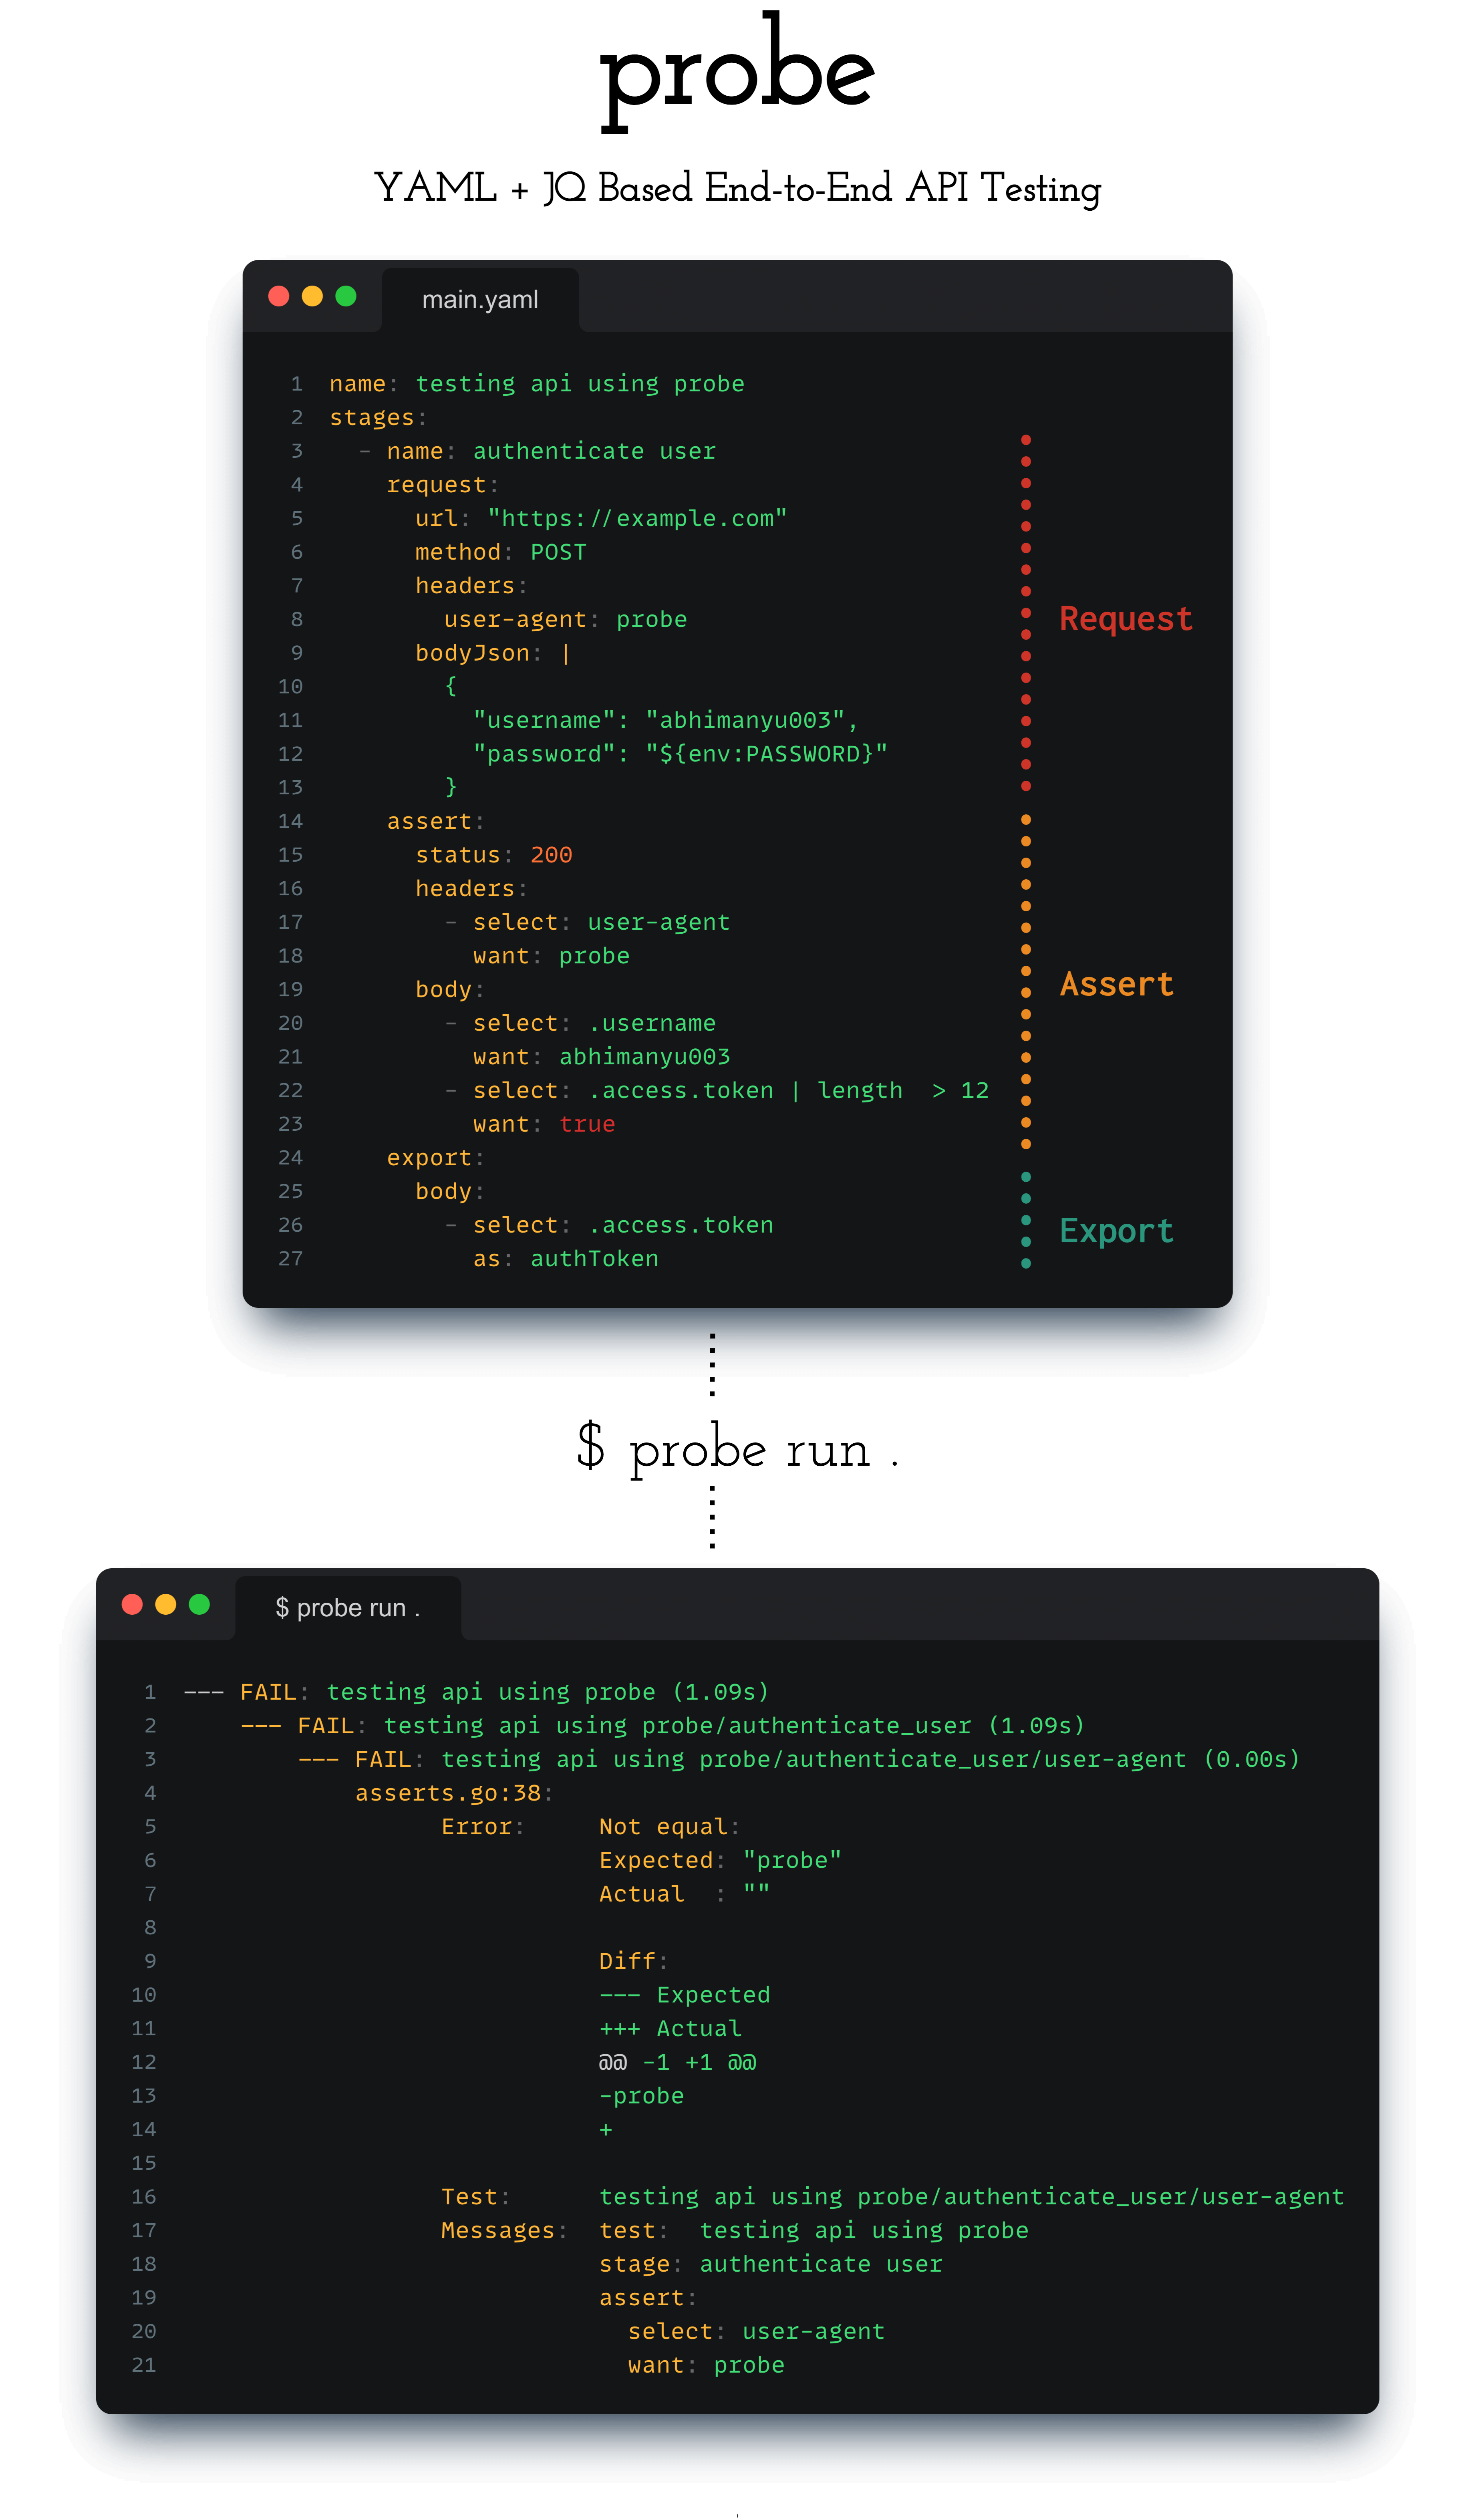 probe
YAML + JQ Based End-to-End API Testing
main.yaml
1 name: testing api using probe
2 stages:
3   - name: authenticate user
4     request:
5       url: "https://example.com"
6       method: POST
7       headers:
8         user-agent: probe
9       bodyJson: |
10         {
11           "username": "abhimanyu003",
12           "password": "${env:PASSWORD}"
13         }
14     assert:
15       status: 200
16       headers:
17         - select: user-agent
18           want: probe
19       body:
20         - select: .username
21           want: abhimanyu003
22         - select: .access.token | length  > 12
23           want: true
24     export:
25       body:
26         - select: .access.token
27           as: authToken
Request
Assert
Export
$ probe run .
$ probe run .
1 --- FAIL: testing api using probe (1.09s)
2     --- FAIL: testing api using probe/authenticate_user (1.09s)
3         --- FAIL: testing api using probe/authenticate_user/user-agent (0.00s)
4             asserts.go:38:
5                   Error:     Not equal:
6                              Expected: "probe"
7                              Actual  : ""
8
9                              Diff:
10                             --- Expected
11                             +++ Actual
12                             @@ -1 +1 @@
13                             -probe
14                             +
15
16                  Test:      testing api using probe/authenticate_user/user-agent
17                  Messages:  test:  testing api using probe
18                             stage: authenticate user
19                             assert:
20                               select: user-agent
21                               want: probe